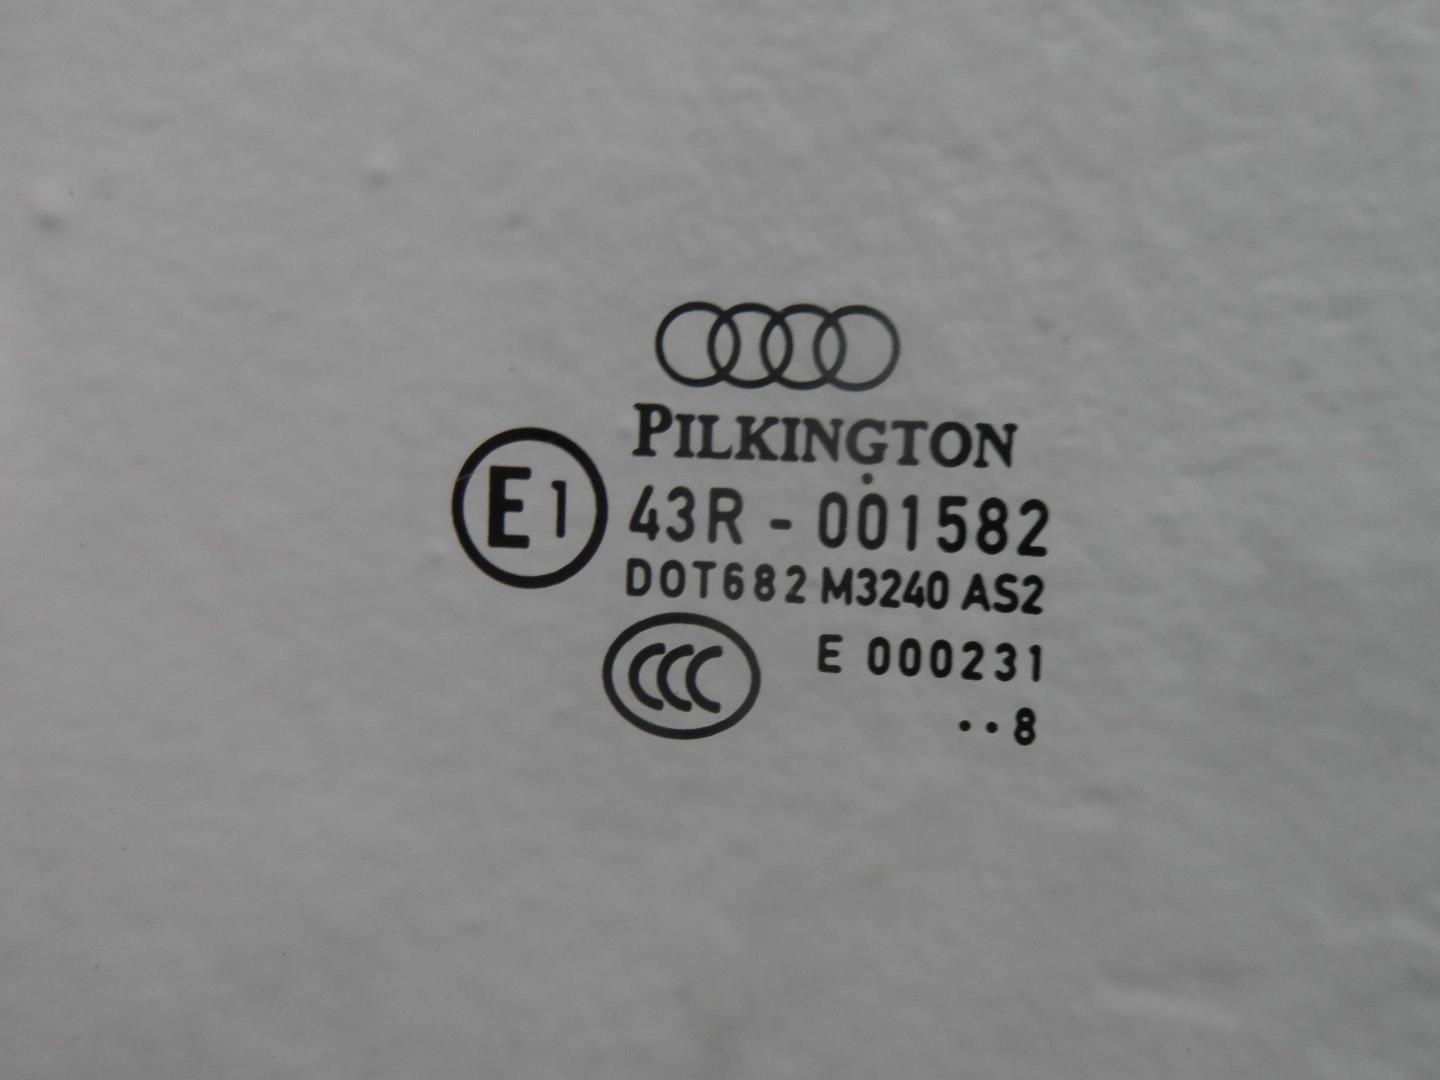 PILKINGTON
E1
43R - 001582
DOT682 M3240 AS2
CCC
E 000231
..8